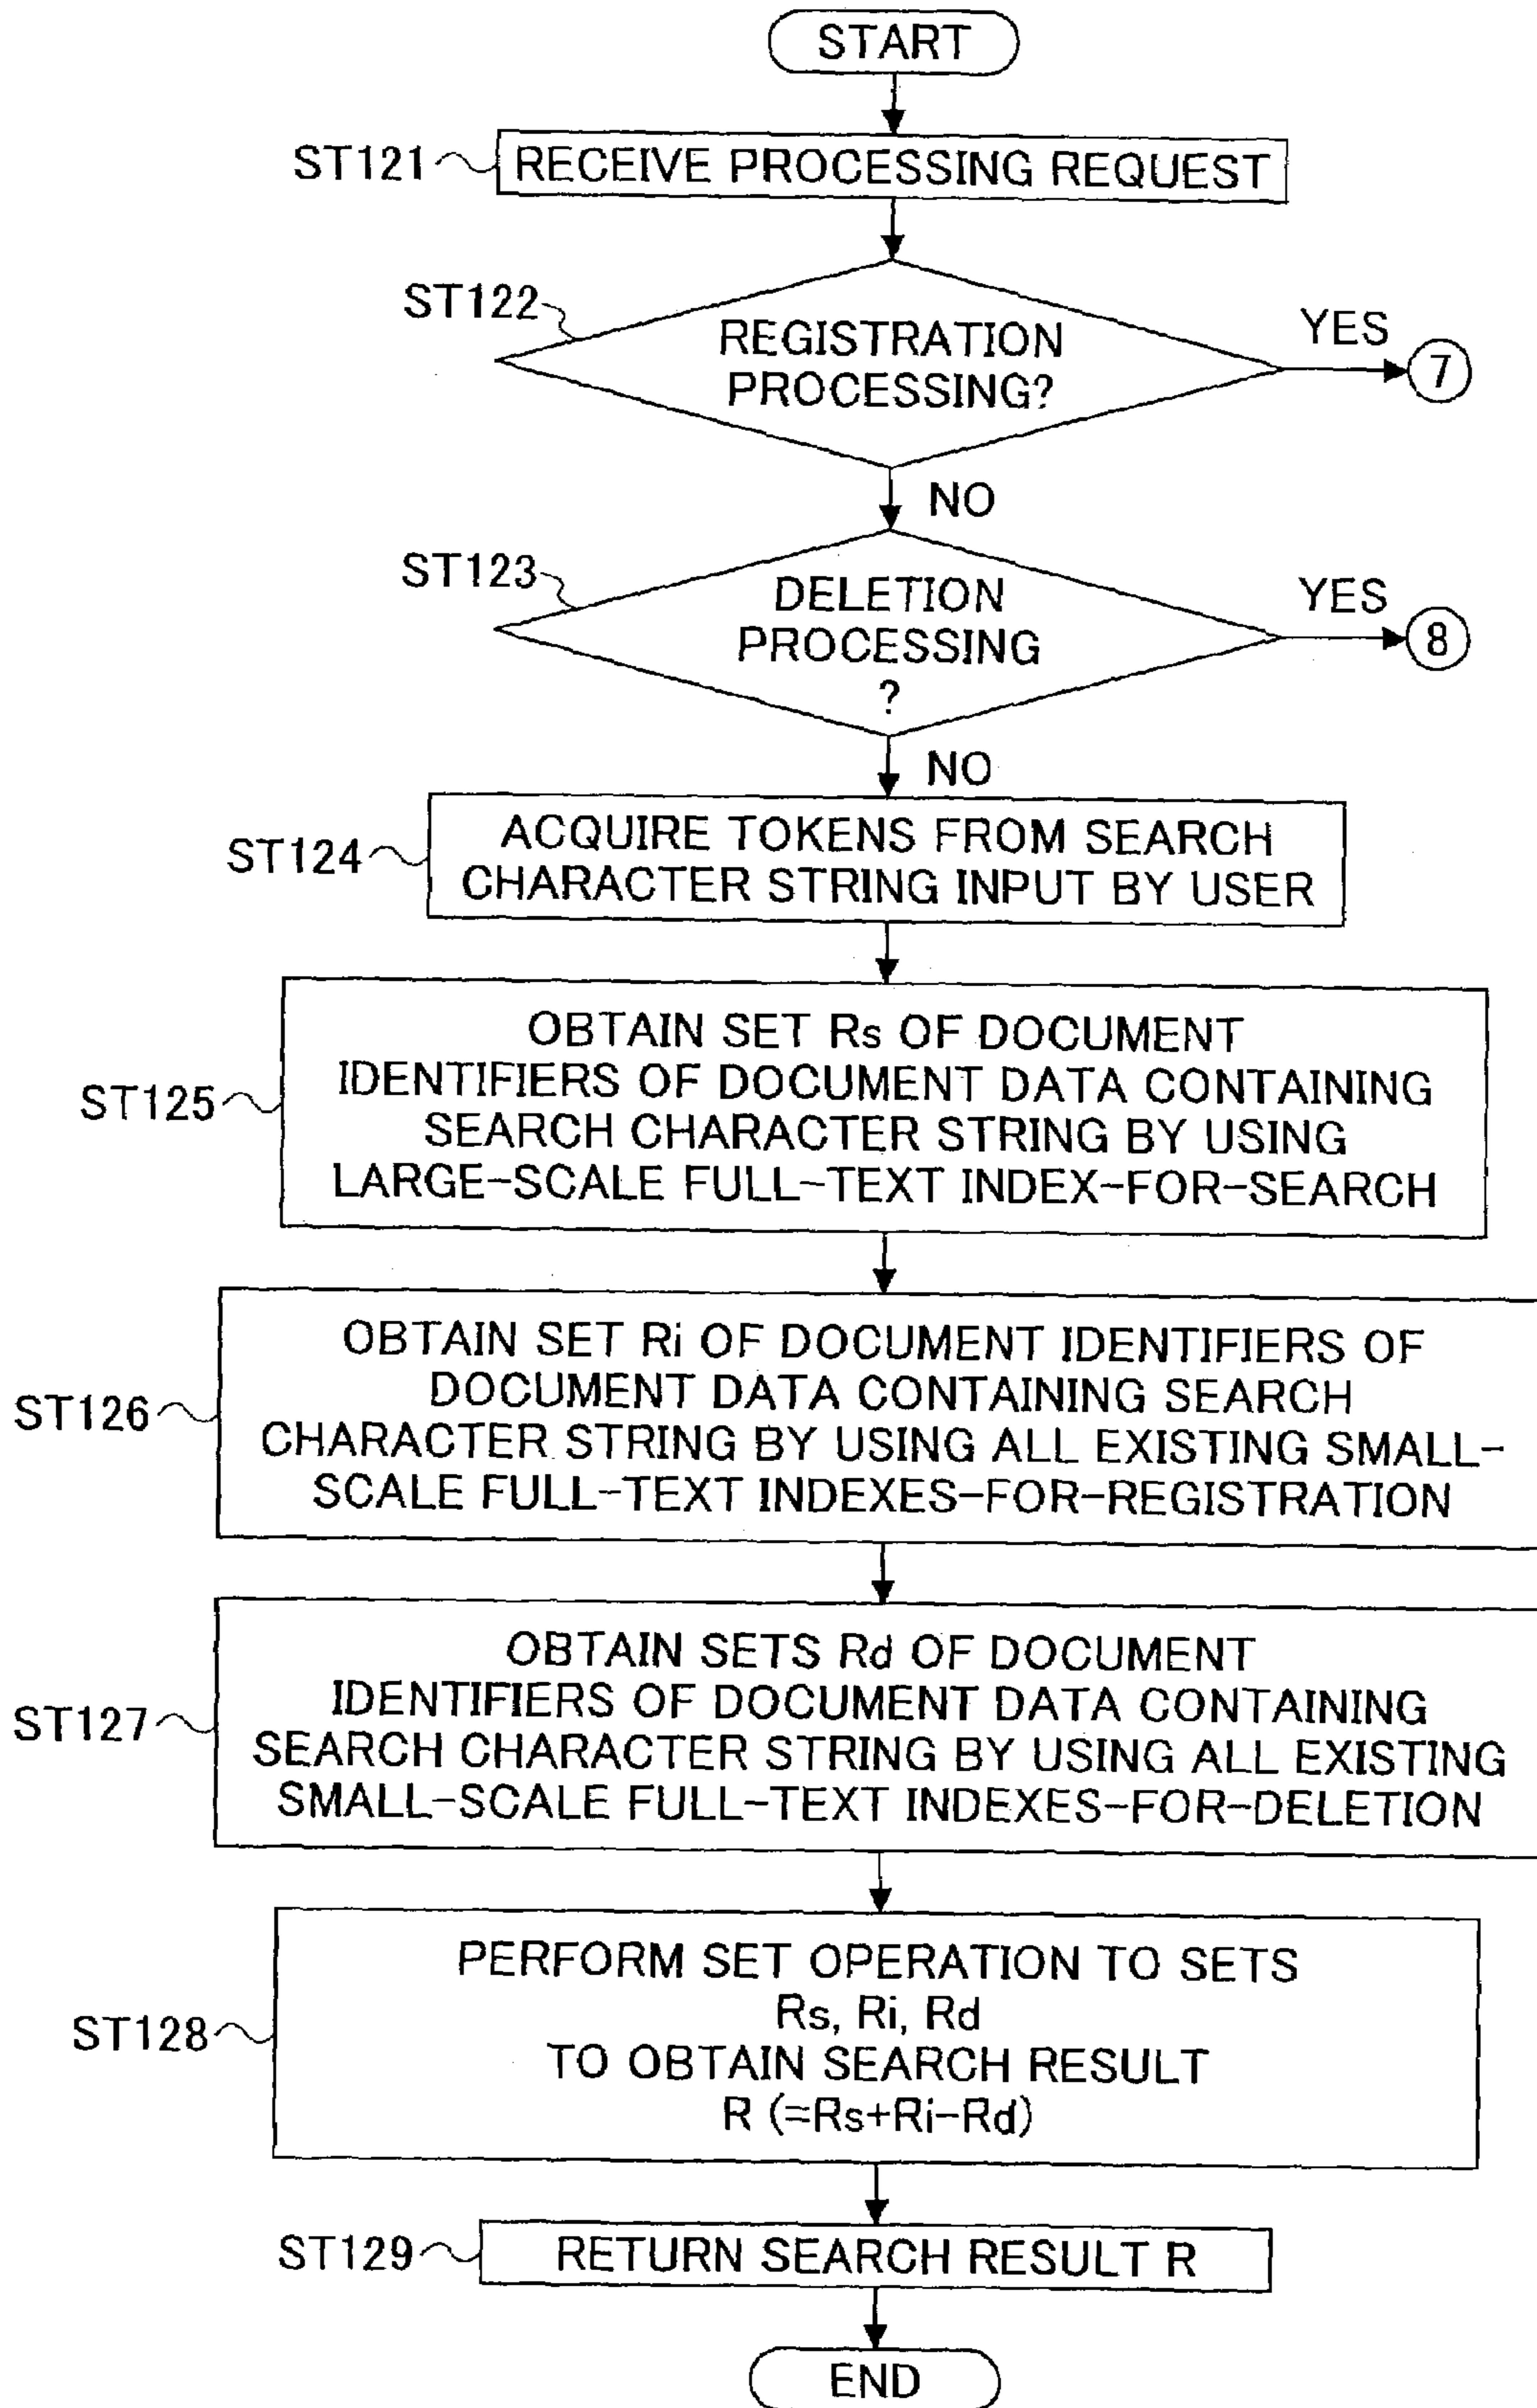 START
ST121
RECEIVE PROCESSING REQUEST
ST122
REGISTRATION
PROCESSING?
YES
7
NO
ST123
DELETION
PROCESSING
?
YES
8
NO
ST124
ACQUIRE TOKENS FROM SEARCH
CHARACTER STRING INPUT BY USER
ST125
OBTAIN SET Rs OF DOCUMENT
IDENTIFIERS OF DOCUMENT DATA CONTAINING
SEARCH CHARACTER STRING BY USING
LARGE-SCALE FULL-TEXT INDEX-FOR-SEARCH
ST126
OBTAIN SET Ri OF DOCUMENT IDENTIFIERS OF
DOCUMENT DATA CONTAINING SEARCH
CHARACTER STRING BY USING ALL EXISTING SMALL-
SCALE FULL-TEXT INDEXES-FOR-REGISTRATION
ST127
OBTAIN SETS Rd OF DOCUMENT
IDENTIFIERS OF DOCUMENT DATA CONTAINING
SEARCH CHARACTER STRING BY USING ALL EXISTING
SMALL-SCALE FULL-TEXT INDEXES-FOR-DELETION
ST128
PERFORM SET OPERATION TO SETS
Rs, Ri, Rd
TO OBTAIN SEARCH RESULT
R (=Rs+Ri-Rd)
ST129
RETURN SEARCH RESULT R
END